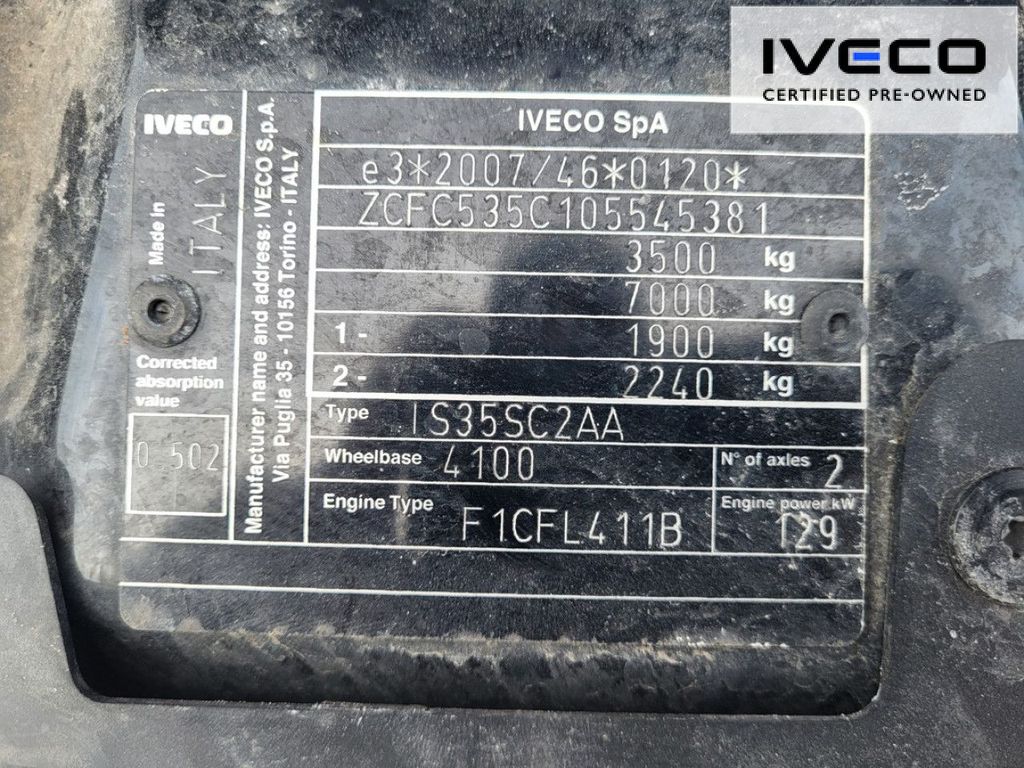 IVECO
CERTIFIED PRE-OWNED
IVECO
Made in
ITALY
Corrected
absorption
value
0.502
Manufacturer name and address: IVECO S.p.A.
Via Puglia 35 - 10156 Torino - ITALY
IVECO SpA
e3*2007/46*0120*
ZCFC535C105545381
3500 kg
7000 kg
1- 1900 kg
2- 2240 kg
Type IS35SC2AA
Wheelbase 4100
N° of axles 2
Engine Type F1CFL411B
Engine power kW
129